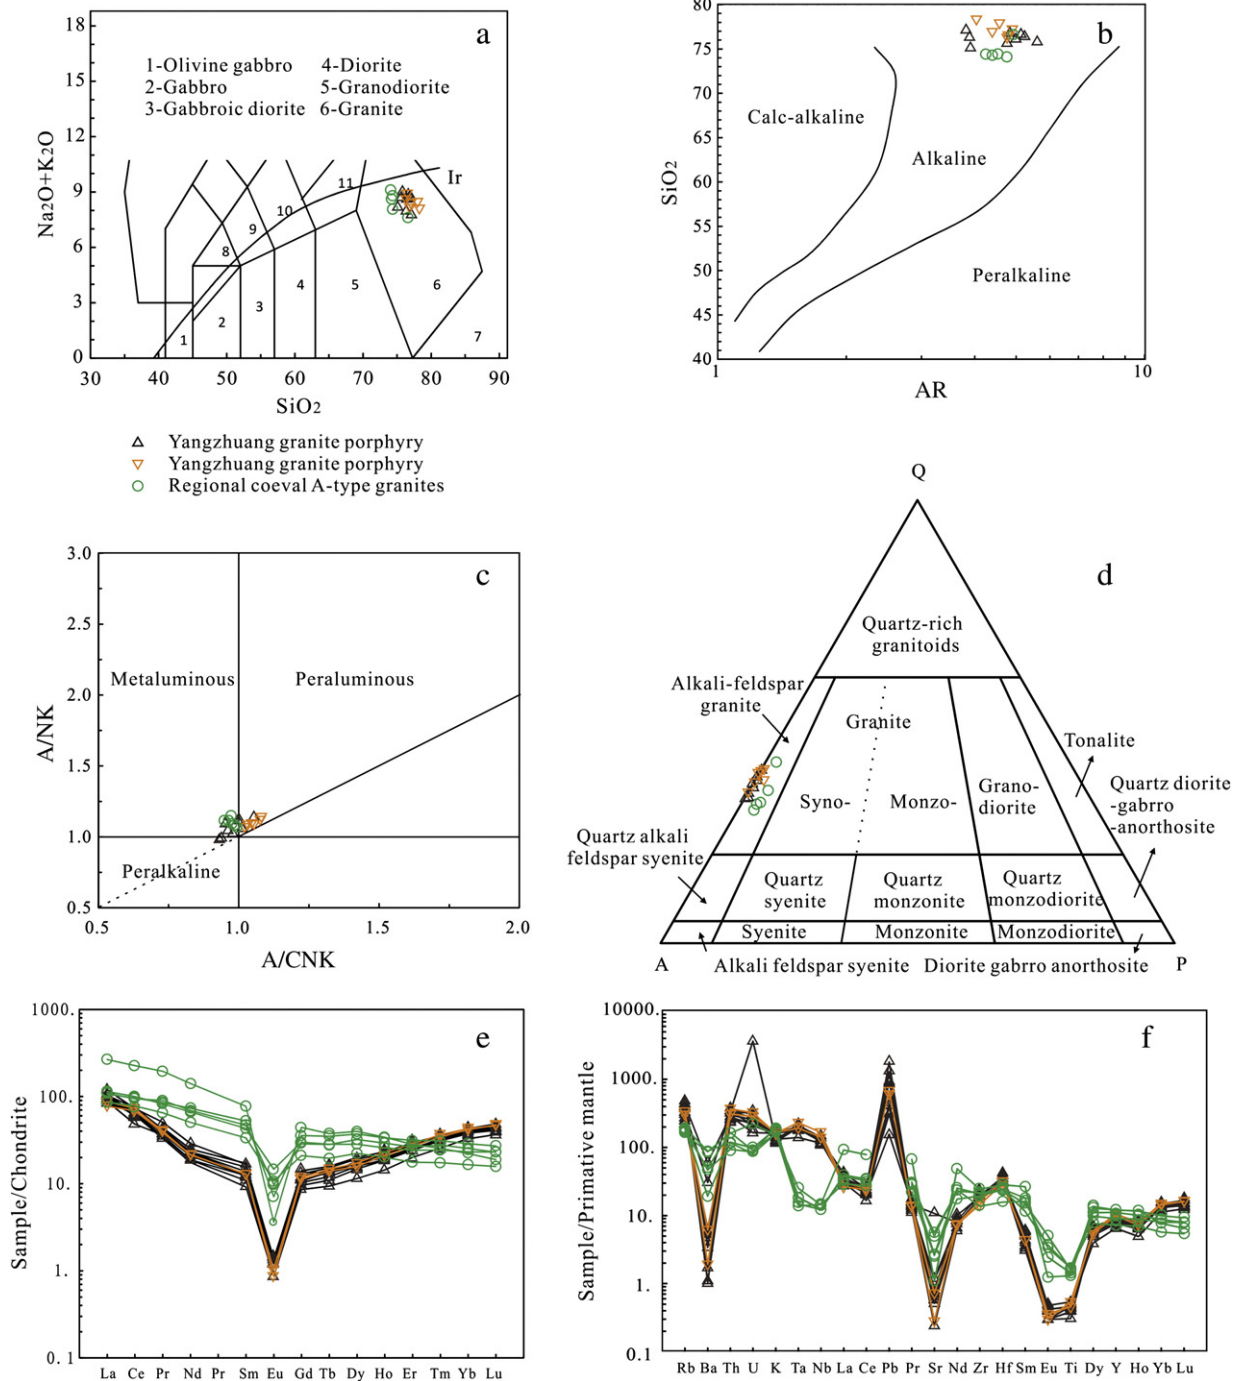 a
18
15
12
9
6
3
0
Na2O+K2O
1-Olivine gabbro
4-Diorite
2-Gabbro
5-Granodiorite
3-Gabbroic diorite
6-Granite
Ir
11
10
9
8
1
2
3
4
5
6
7
30 40 50 60 70 80 90
SiO2
b
80
75
70
65
60
55
50
45
40
SiO2
Calc-alkaline
Alkaline
Peralkaline
1
10
AR
Yangzhuang granite porphyry
Yangzhuang granite porphyry
Regional coeval A-type granites
c
3.0
2.5
2.0
1.5
1.0
0.5
A/NK
Metaluminous
Peraluminous
Peralkaline
0.5 1.0 1.5 2.0
A/CNK
d
Q
Quartz-rich
granitoids
Alkali-feldspar
granite
Granite
Tonalite
Syno-
Monzo-
Grano-
diorite
Quartz diorite
-gabrro
-anorthosite
Quartz alkali
feldspar syenite
Quartz
syenite
Quartz
monzonite
Quartz
monzodiorite
Syenite
Monzonite
Monzodiorite
A
Alkali feldspar syenite
Diorite gabrro anorthosite
P
e
1000.
100.
10.
1.
0.1
Sample/Chondrite
La Ce Pr Nd Pr Sm Eu Gd Tb Dy Ho Er Tm Yb Lu
f
10000.
1000.
100.
10.
1.
0.1
Sample/Primative mantle
Rb Ba Th U K Ta Nb La Ce Pb Pr Sr Nd Zr Hf Sm Eu Ti Dy Y Ho Yb Lu